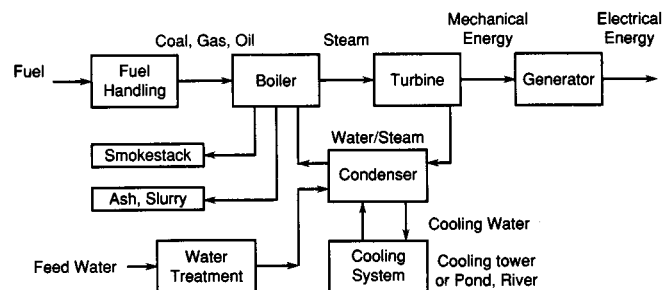 Mechanical
Energy
Electrical
Energy
Coal, Gas, Oil
Steam
Fuel
Fuel
Handling
Boiler
Turbine
Generator
Water/Steam
Smokestack
Condenser
Ash, Slurry
Cooling Water
Feed Water
Water
Treatment
Cooling
System
Cooling tower
or Pond, River